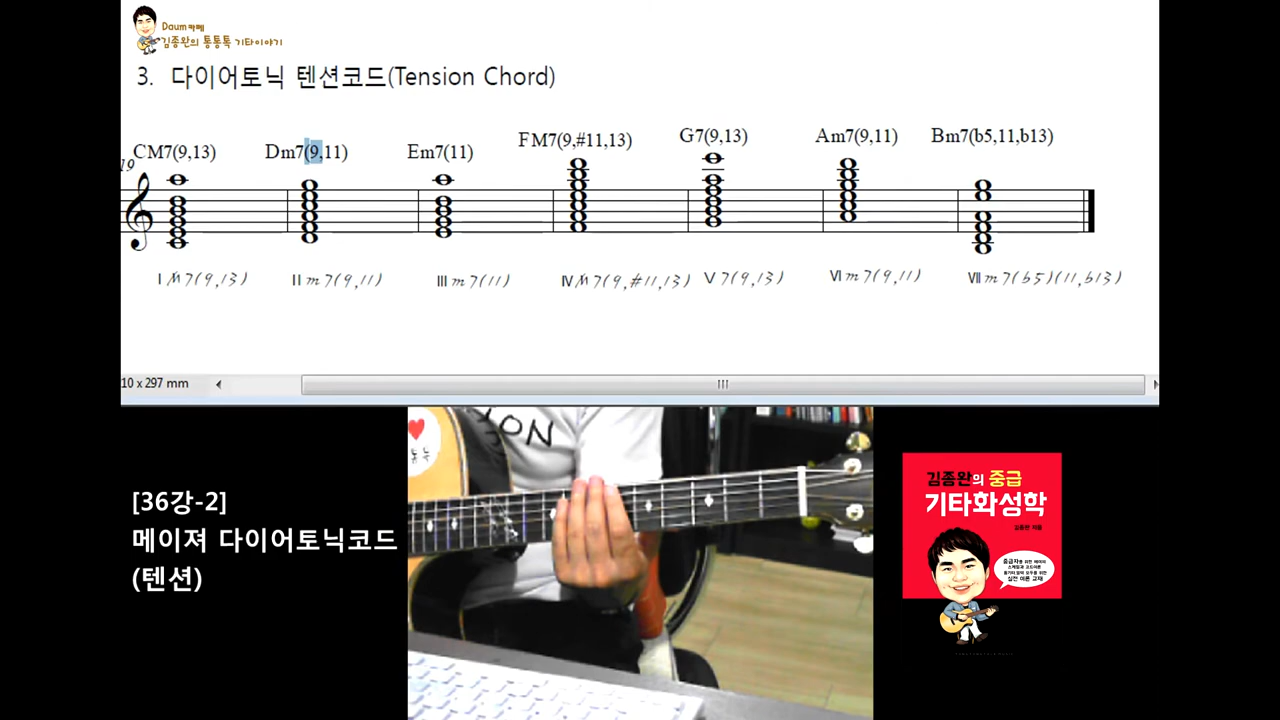 Daum카페
김종완의 통통톡 기타이야기
3. 다이어토닉 텐션코드(Tension Chord)
CM7(9,13) Dm7(9,11) Em7(11) FM7(9,#11,13) G7(9,13) Am7(9,11) Bm7(b5,11,b13)
19
I M7(9,13) II m7(9,11) III m7(11) IV M7(9,#11,13) V 7(9,13) VI m7(9,11) VII m7(b5)(11,b13)
10 x 297 mm
[36강-2]
메이져 다이어토닉코드
(텐션)
김종완의 중급
기타화성학
김종완 지음